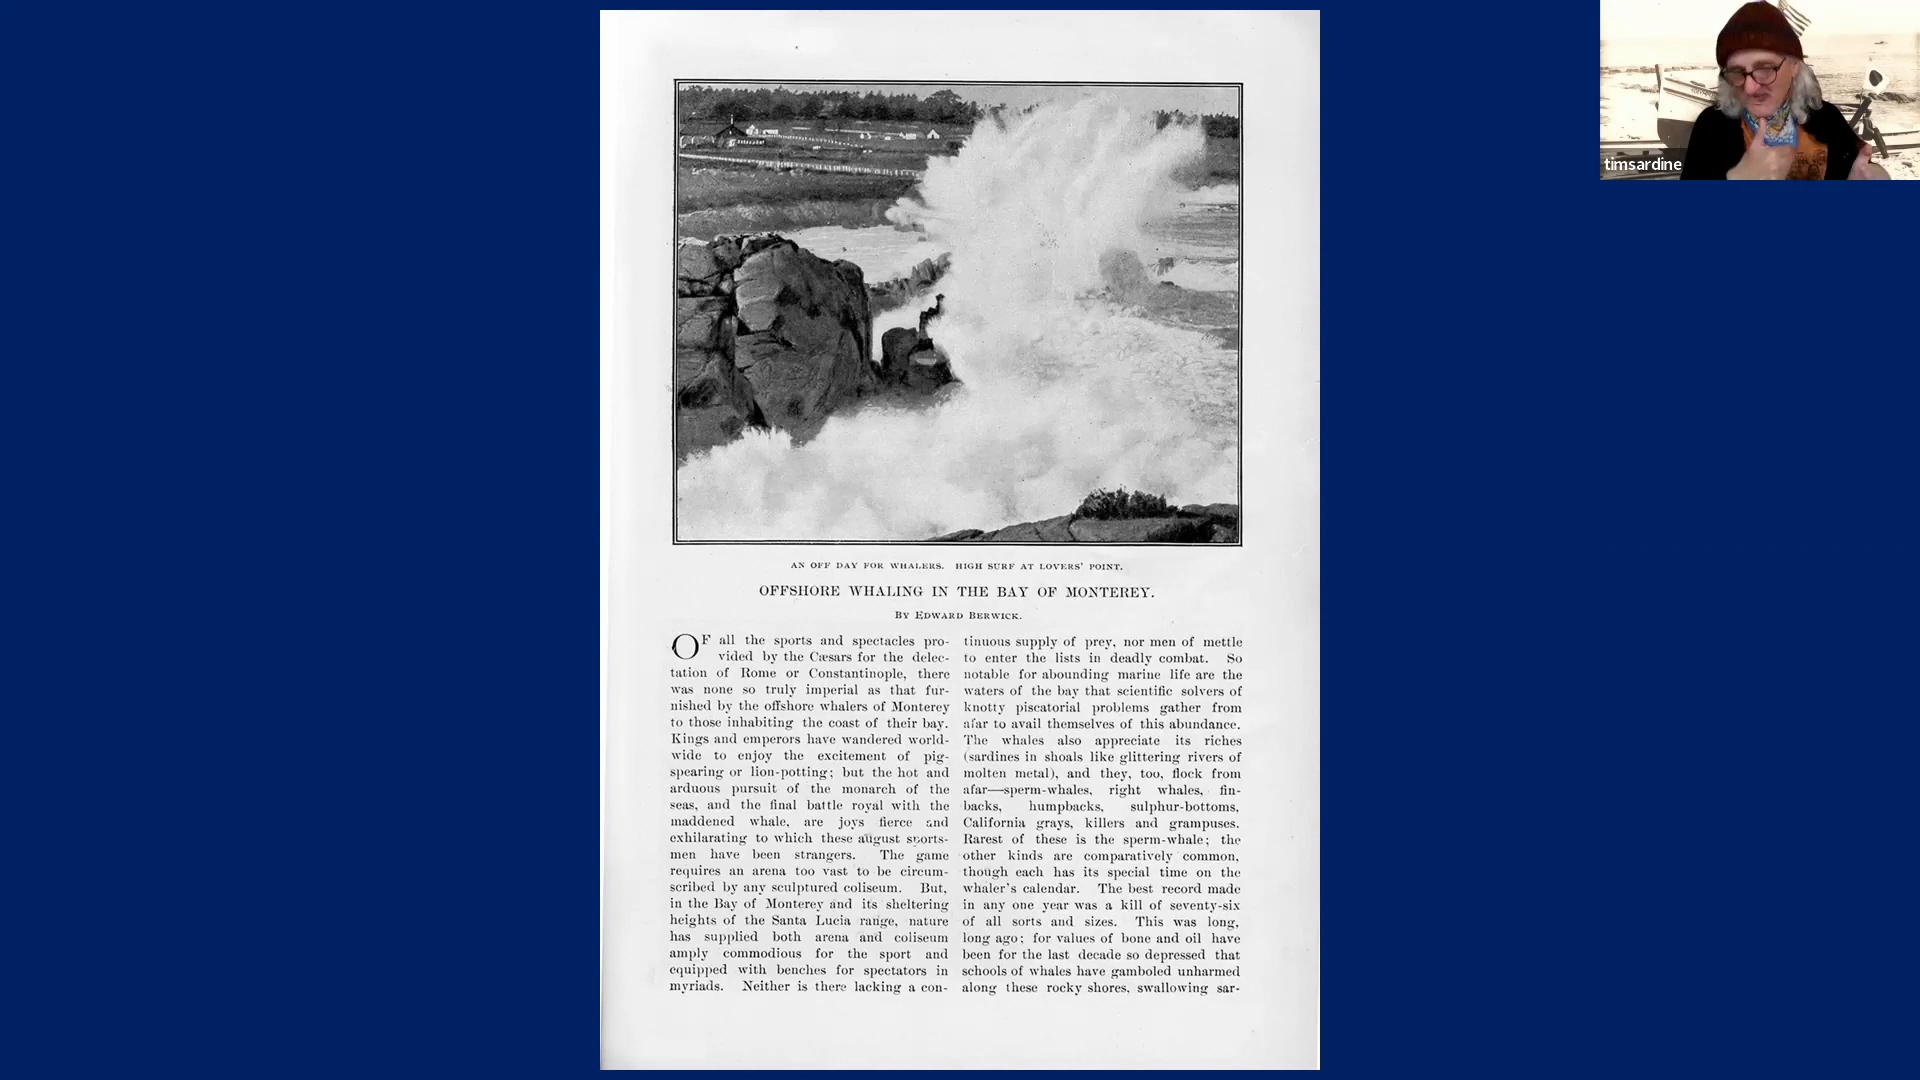 AN OFF DAY FOR WHALERS. HIGH SURF AT LOVERS' POINT.
OFFSHORE WHALING IN THE BAY OF MONTEREY.
BY EDWARD BERWICK.
OF all the sports and spectacles pro-
vided by the Cæsars for the delec-
tation of Rome or Constantinople, there
was none so truly imperial as that fur-
nished by the offshore whalers of Monterey
to those inhabiting the coast of their bay.
Kings and emperors have wandered world-
wide to enjoy the excitement of pig-
spearing or lion-potting; but the hot and
arduous pursuit of the monarch of the
seas, and the final battle royal with the
maddened whale, are joys fierce and
exhilarating to which these august sports-
men have been strangers. The game
requires an arena too vast to be circum-
scribed by any sculptured coliseum. But,
in the Bay of Monterey and its sheltering
heights of the Santa Lucia range, nature
has supplied both arena and coliseum
amply commodious for the sport and
equipped with benches for spectators in
myriads. Neither is there lacking a con-
tinuous supply of prey, nor men of mettle
to enter the lists in deadly combat. So
notable for abounding marine life are the
waters of the bay that scientific solvers of
knotty piscatorial problems gather from
afar to avail themselves of this abundance.
The whales also appreciate its riches
(sardines in shoals like glittering rivers of
molten metal), and they, too, flock from
afar—sperm-whales, right whales, fin-
backs, humpbacks, sulphur-bottoms,
California grays, killers and grampuses.
Rarest of these is the sperm-whale; the
other kinds are comparatively common,
though each has its special time on the
whaler's calendar. The best record made
in any one year was a kill of seventy-six
of all sorts and sizes. This was long,
long ago; for values of bone and oil have
been for the last decade so depressed that
schools of whales have gamboled unharmed
along these rocky shores, swallowing sar-
timsardine